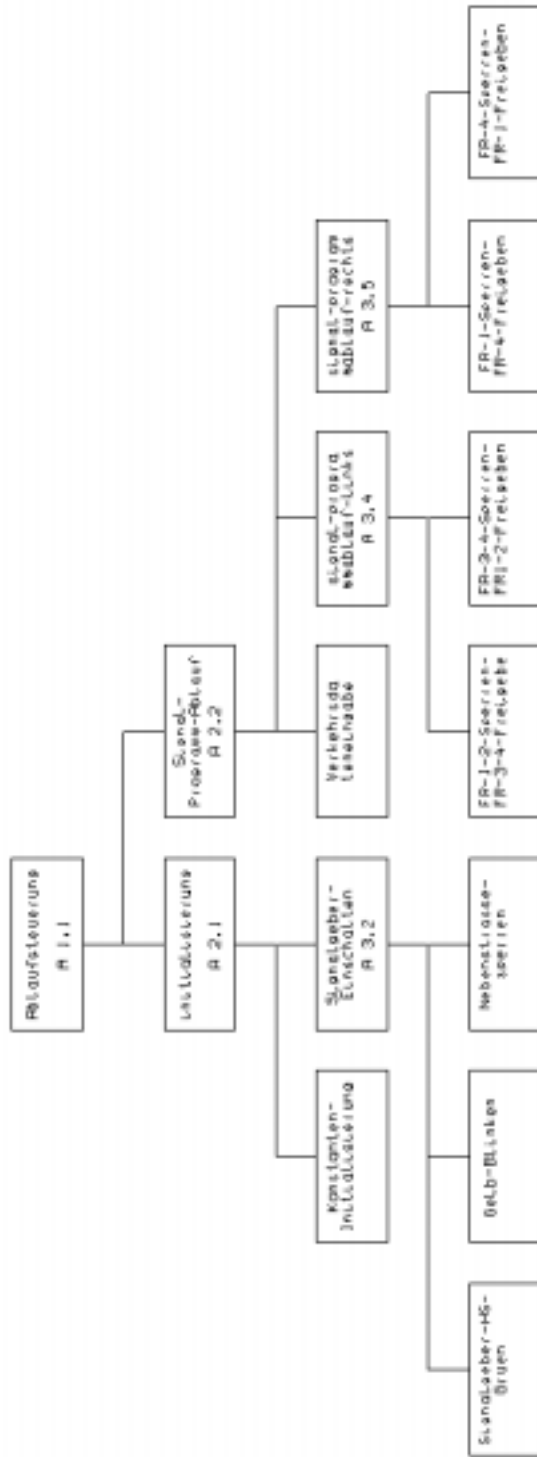 Ablaufsteuerung
A 1.1
Initialisierung
A 2.1
Signal-
Programm-Ablauf
A 2.2
Konstanten-
Initialisierung
Signalgeber-
Einschalten
A 3.2
Verkehrsda
teneingabe
signal-progra
mmablauf-links
A 3.4
signal-program
mablauf-rechts
A 3.5
Signalgeber-HS-
Gruen
Gelb-Blinken
Nebenstrasse-
sperren
FR-1-2-Sperren-
FR-3-4-Freigebe
FR-3-4-Sperren-
FR1-2-Freigeben
FR-1-Sperren-
FR-4-Freigeben
FR-4-Sperren-
FR-1-Freigeben